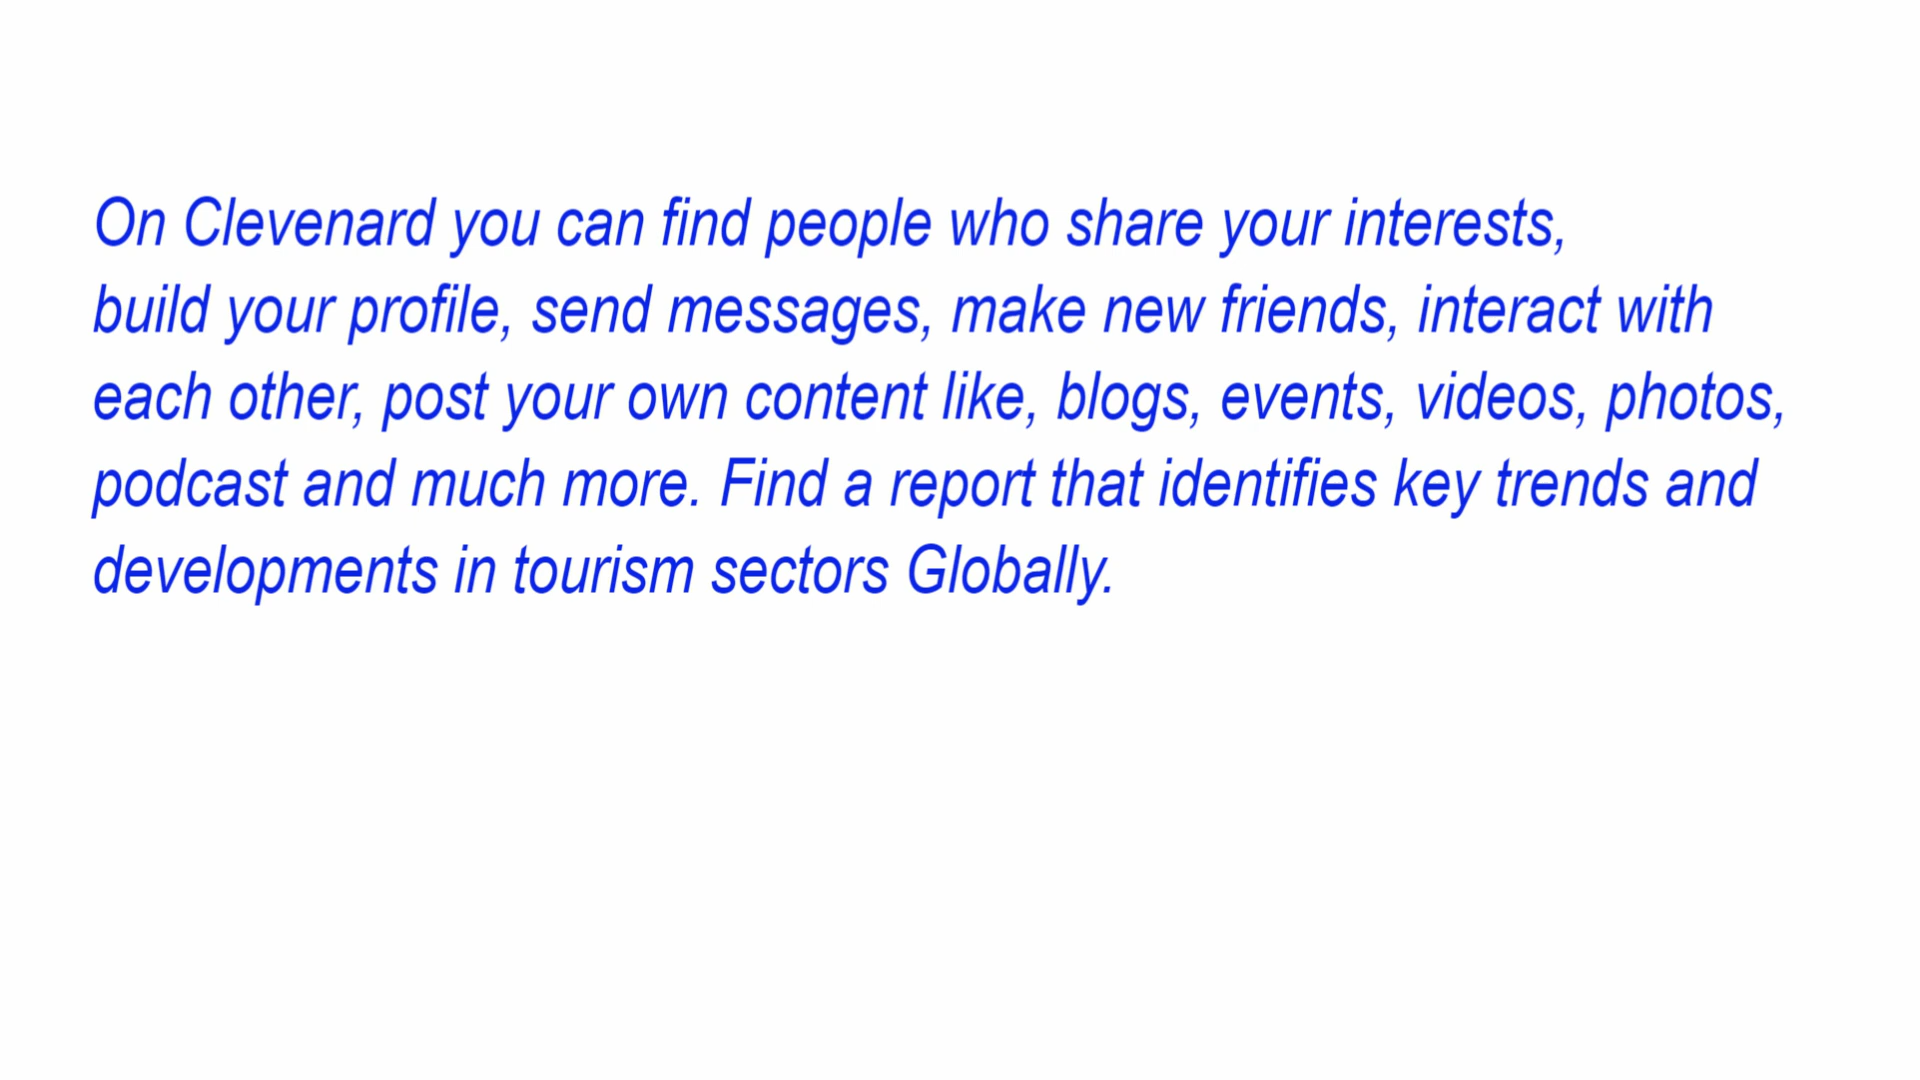 On Clevenard you can find people who share your interests,
build your profile, send messages, make new friends, interact with
each other, post your own content like, blogs, events, videos, photos,
podcast and much more. Find a report that identifies key trends and
developments in tourism sectors Globally.